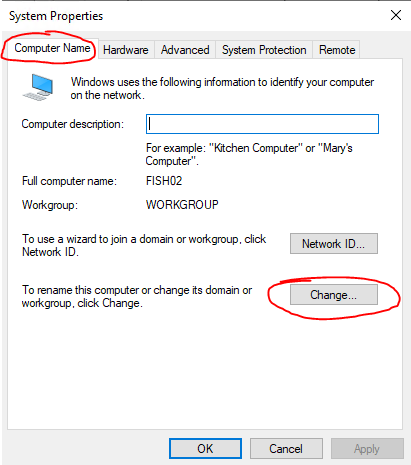 System Properties
Computer Name Hardware Advanced System Protection Remote
Windows uses the following information to identify your computer
on the network.
Computer description:
For example: "Kitchen Computer" or "Mary's
Computer".
Full computer name: FISH02
Workgroup: WORKGROUP
To use a wizard to join a domain or workgroup, click
Network ID.
Network ID...
To rename this computer or change its domain or
workgroup, click Change.
Change...
OK Cancel Apply